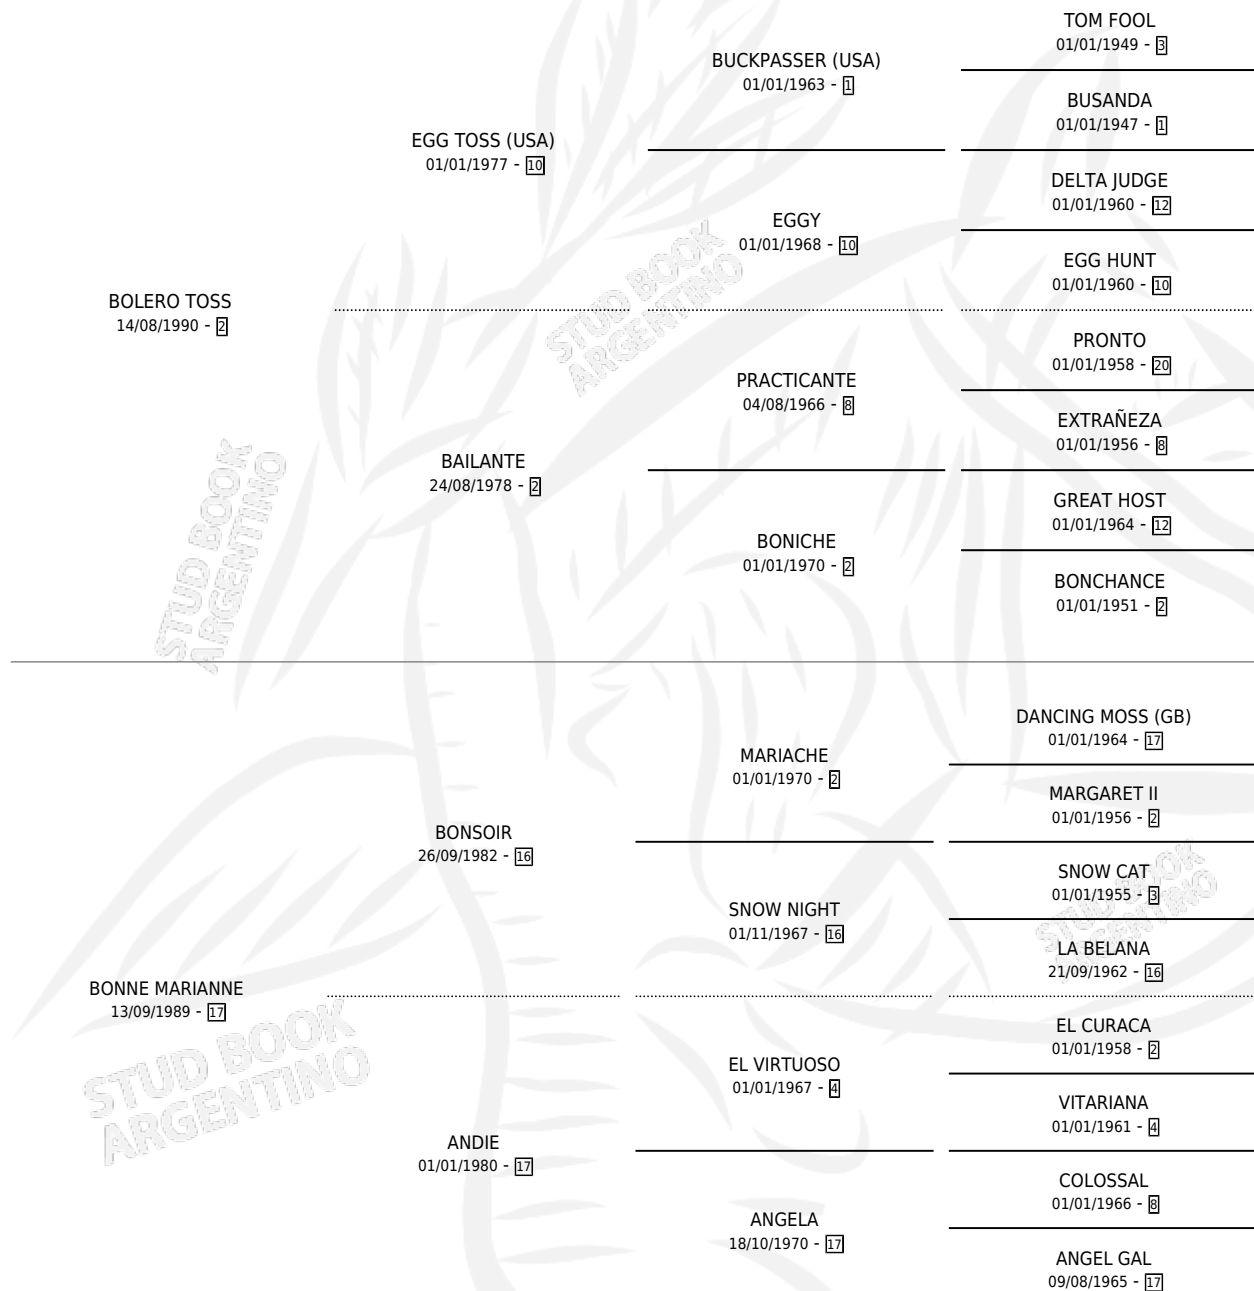 TOM FOOL
01/01/1949 - 3
BUCKPASSER (USA)
01/01/1963 - 1
BUSANDA
01/01/1947 - 1
EGG TOSS (USA)
01/01/1977 - 10
DELTA JUDGE
01/01/1960 - 12
EGGY
01/01/1968 - 10
EGG HUNT
01/01/1960 - 10
BOLERO TOSS
14/08/1990 - 2
PRONTO
01/01/1958 - 20
PRACTICANTE
04/08/1966 - 8
EXTRAÑEZA
01/01/1956 - 8
BAILANTE
24/08/1978 - 2
GREAT HOST
01/01/1964 - 12
BONICHE
01/01/1970 - 2
BONCHANCE
01/01/1951 - 2
DANCING MOSS (GB)
01/01/1964 - 17
MARIACHE
01/01/1970 - 2
MARGARET II
01/01/1956 - 2
BONSOIR
26/09/1982 - 16
SNOW CAT
01/01/1955 - 3
SNOW NIGHT
01/11/1967 - 16
LA BELANA
21/09/1962 - 16
BONNE MARIANNE
13/09/1989 - 17
EL CURACA
01/01/1958 - 2
EL VIRTUOSO
01/01/1967 - 4
VITARIANA
01/01/1961 - 4
ANDIE
01/01/1980 - 17
COLOSSAL
01/01/1966 - 8
ANGELA
18/10/1970 - 17
ANGEL GAL
09/08/1965 - 17
STUD BOOK
ARGENTINO
STUD BOOK
ARGENTINO
STUD BOOK
ARGENTINO
STUD BOOK
ARGENTINO